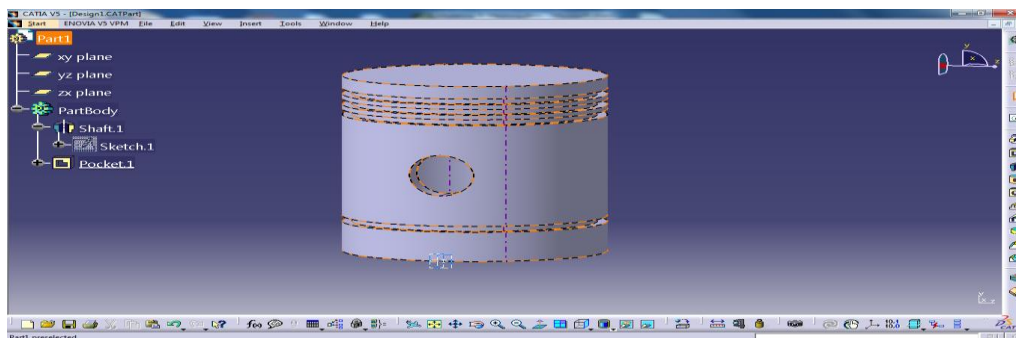 CATIA V5 - [Design1.CATPart]
Start ENOVIA V5 VPM File Edit View Insert Tools Window Help
Part1
xy plane
yz plane
zx plane
PartBody
Shaft.1
Sketch.1
Pocket.1
Part1 preselected